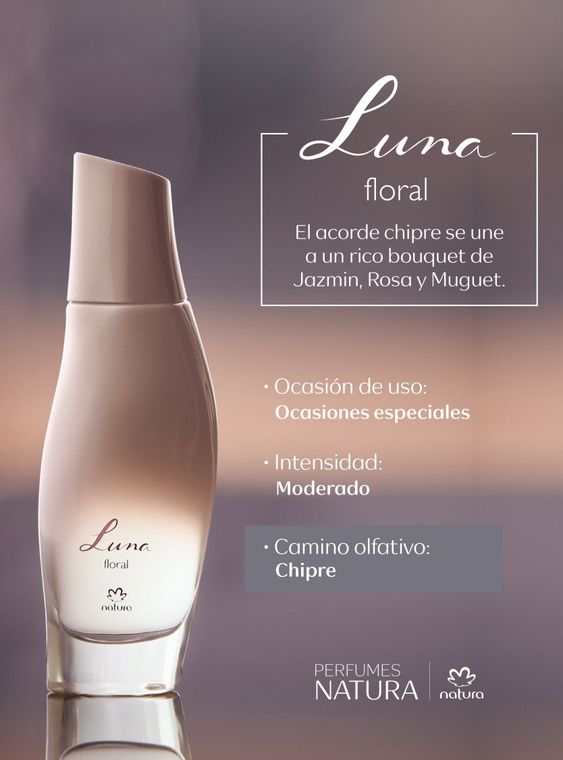 Luna
floral
El acorde chipre se une
a un rico bouquet de
Jazmin, Rosa y Muguet.
• Ocasión de uso:
Ocasiones especiales
• Intensidad:
Moderado
• Camino olfativo:
Chipre
Luna
floral
natura
PERFUMES
NATURA
natura